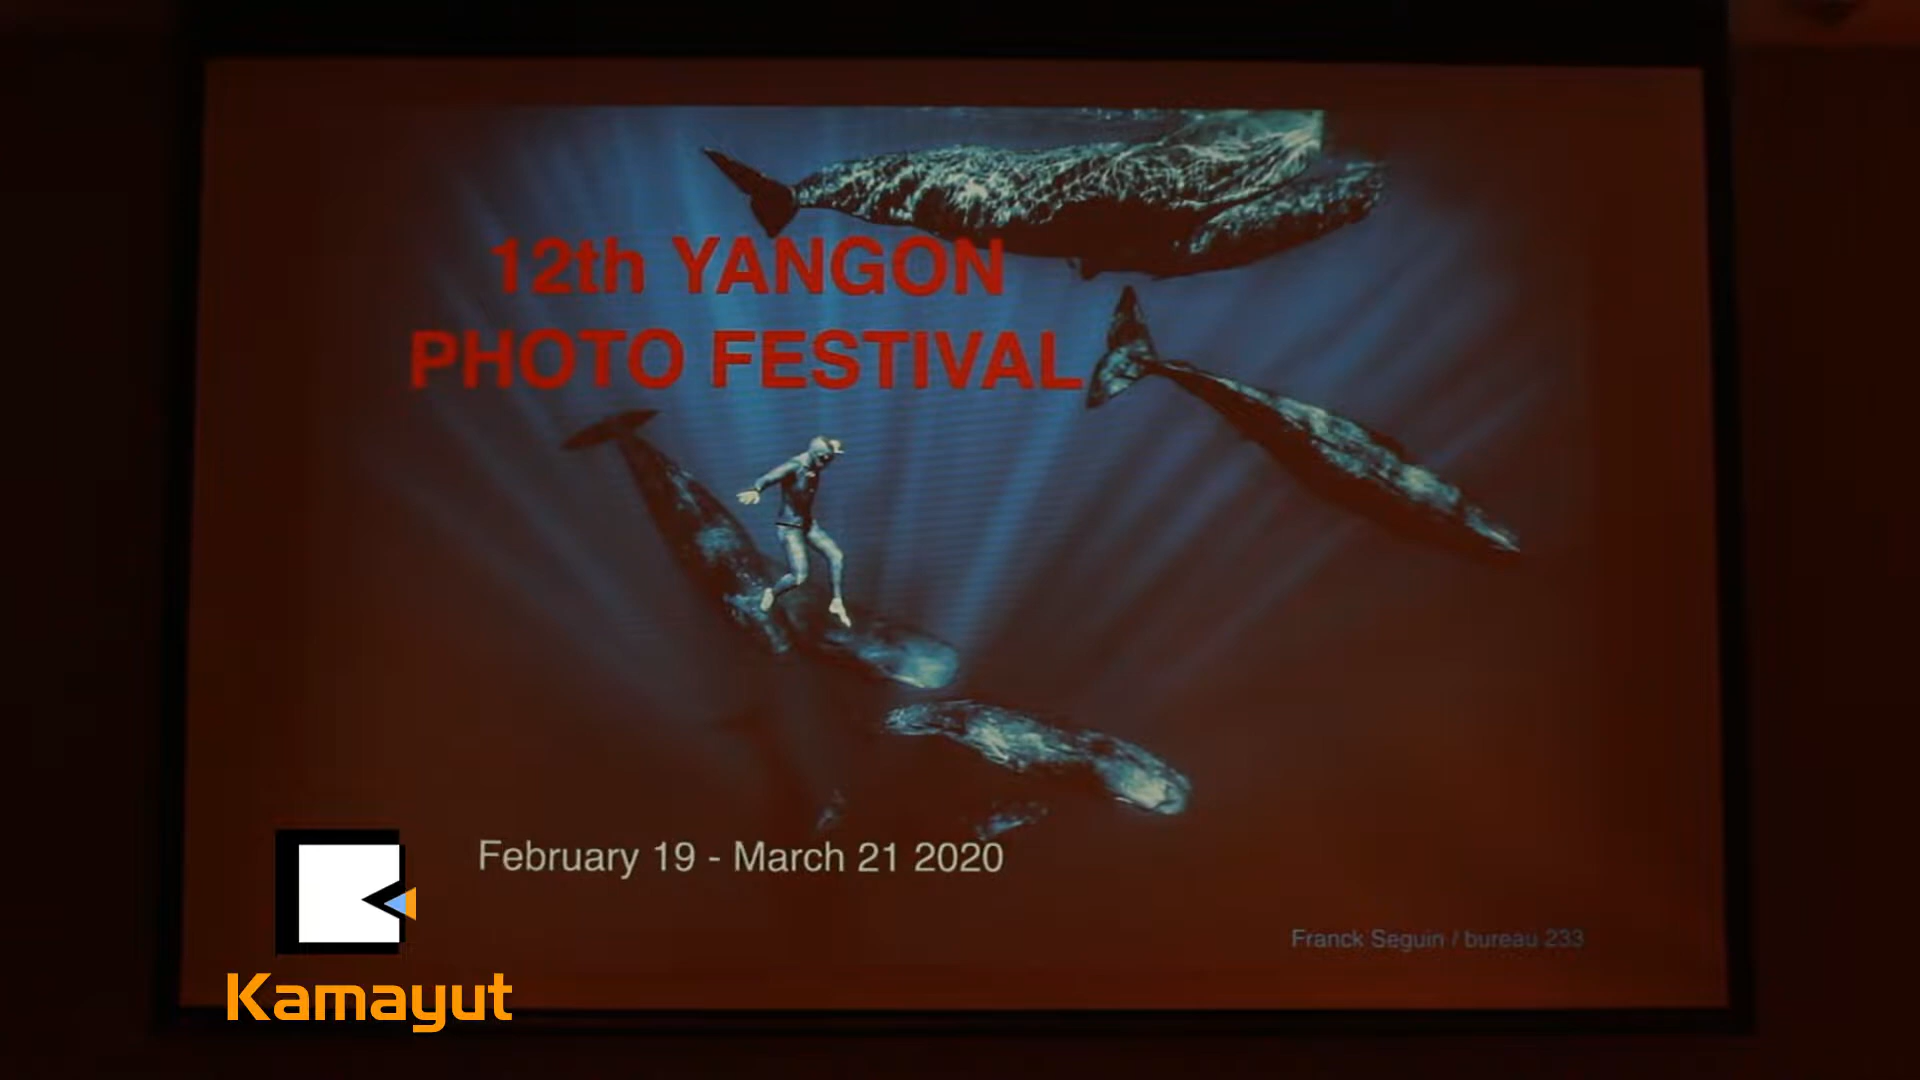 12th YANGON
PHOTO FESTIVAL
February 19 - March 21 2020
Franck Seguin / bureau 233
Kamayut